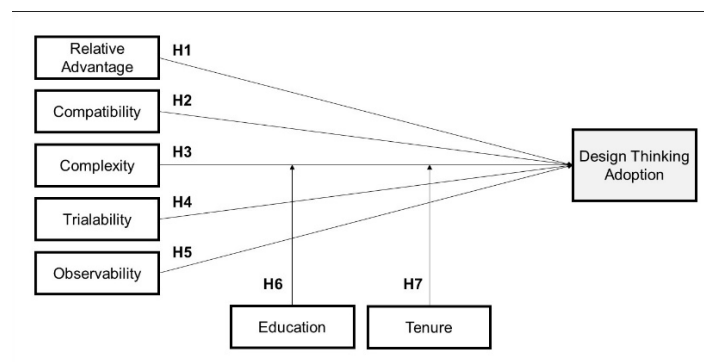 Relative
Advantage
H1
Compatibility
H2
Complexity
H3
Design Thinking
Adoption
Trialability
H4
Observability
H5
H6
H7
Education
Tenure